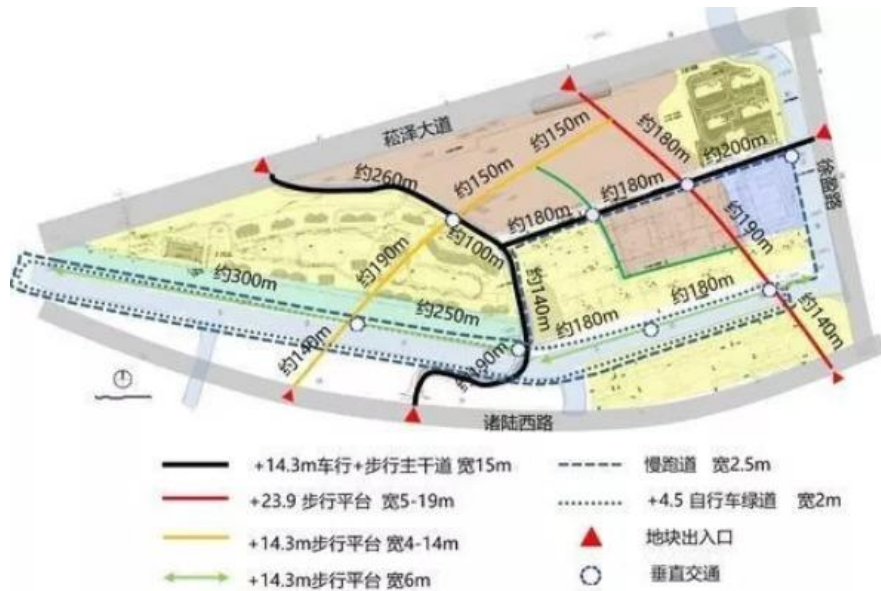 菘泽大道
徐盈路
诸陆西路
约260m
约150m
约150m
约180m
约200m
约180m
约180m
约190m
约100m
约190m
约300m
约250m
约140m
约140m
约190m
约180m
约180m
约140m
+14.3m车行+步行主干道 宽15m
慢跑道 宽2.5m
+23.9 步行平台 宽5-19m
+4.5 自行车绿道 宽2m
+14.3m步行平台 宽4-14m
地块出入口
+14.3m步行平台 宽6m
垂直交通